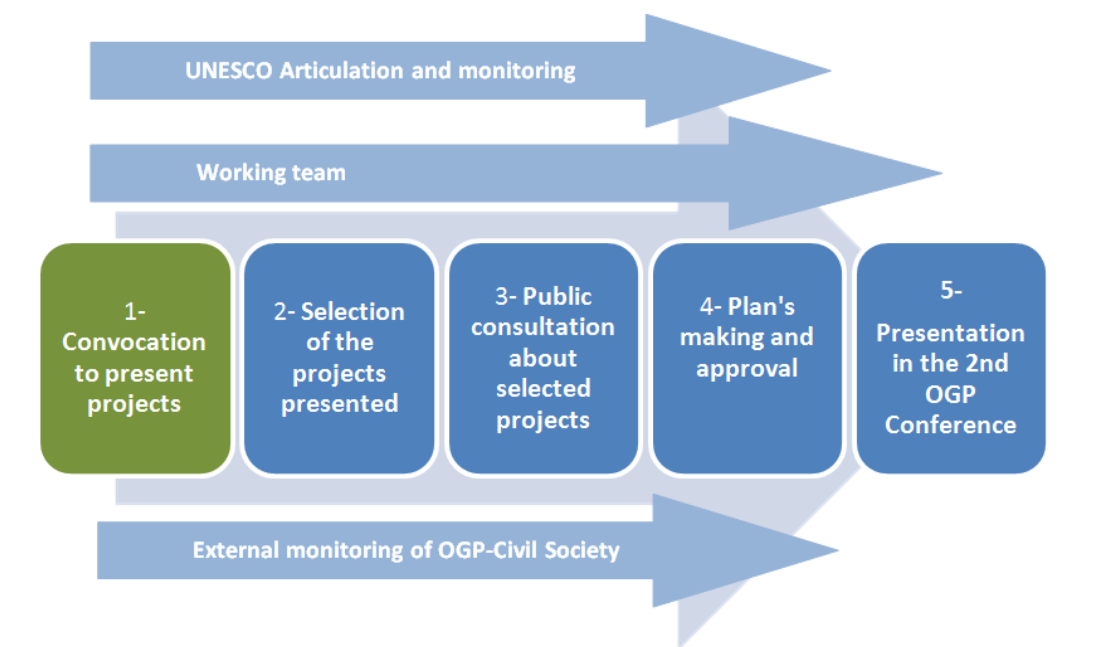 UNESCO Articulation and monitoring
Working team
1-
Convocation
to present
projects
2- Selection
of the
projects
presented
3- Public
consultation
about
selected
projects
4- Plan's
making and
approval
5-
Presentation
in the 2nd
OGP
Conference
External monitoring of OGP-Civil Society